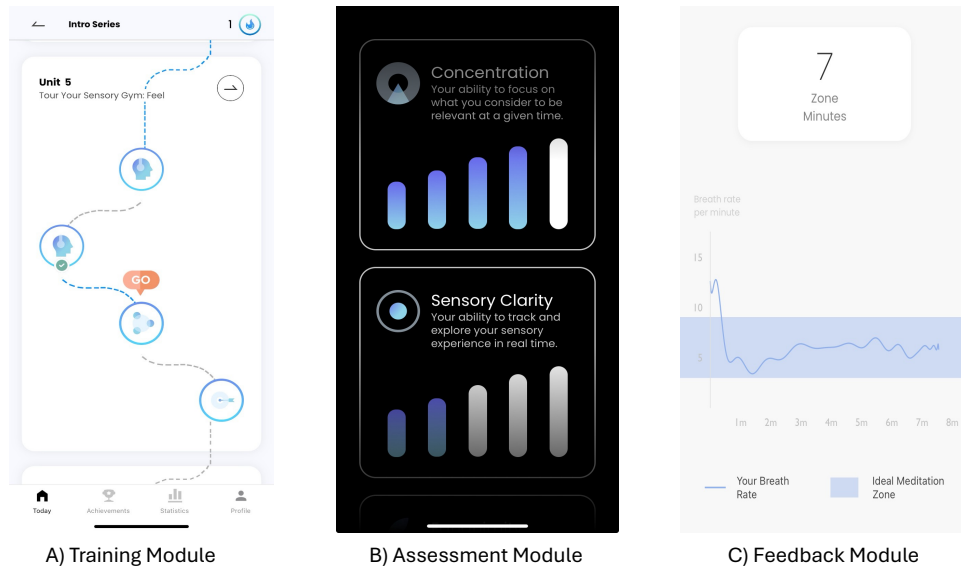 Intro Series
1
Unit 5
Tour Your Sensory Gym: Feel
GO
Today
Achievements
Statistics
Profile
A) Training Module
Concentration
Your ability to focus on
what you consider to be
relevant at a given time.
Sensory Clarity
Your ability to track and
explore your sensory
experience in real time.
B) Assessment Module
7
Zone
Minutes
Breath rate
per minute
15
10
5
1m 2m 3m 4m 5m 6m 7m 8m
Your Breath
Rate
Ideal Meditation
Zone
C) Feedback Module